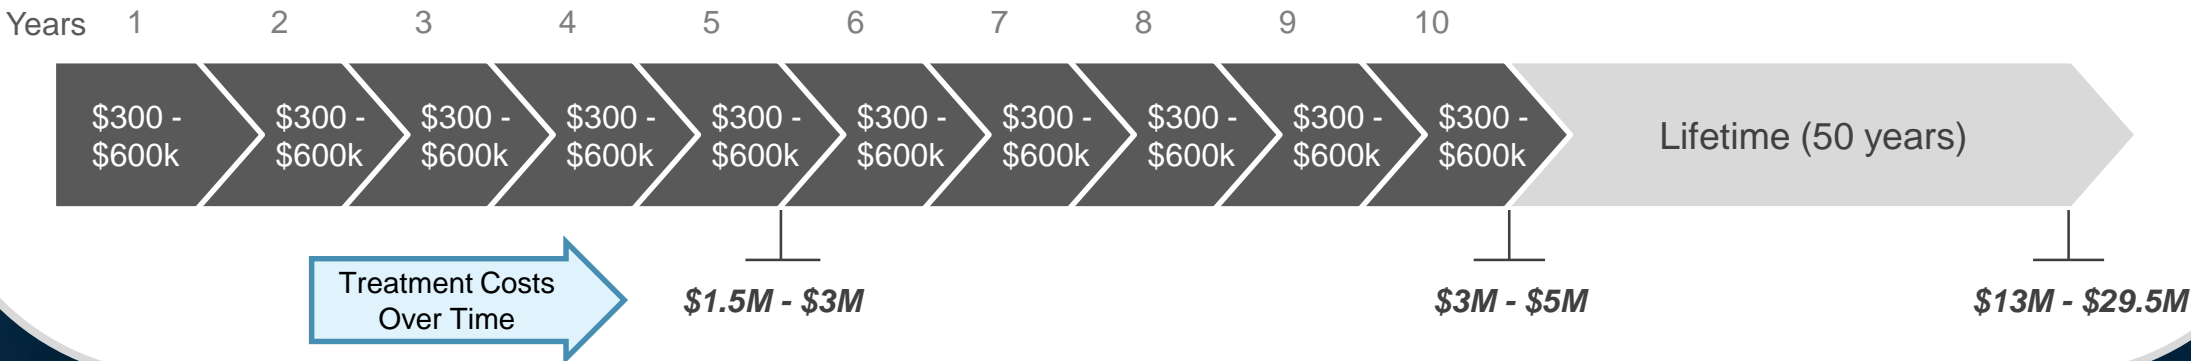 Years 1 2 3 4 5 6 7 8 9 10
$300 - $300 - $300 - $300 - $300 - $300 - $300 - $300 - $300 - $300 -
$600k $600k $600k $600k $600k $600k $600k $600k $600k $600k
Lifetime (50 years)
Treatment Costs
Over Time
$1.5M - $3M
$3M - $5M
$13M - $29.5M